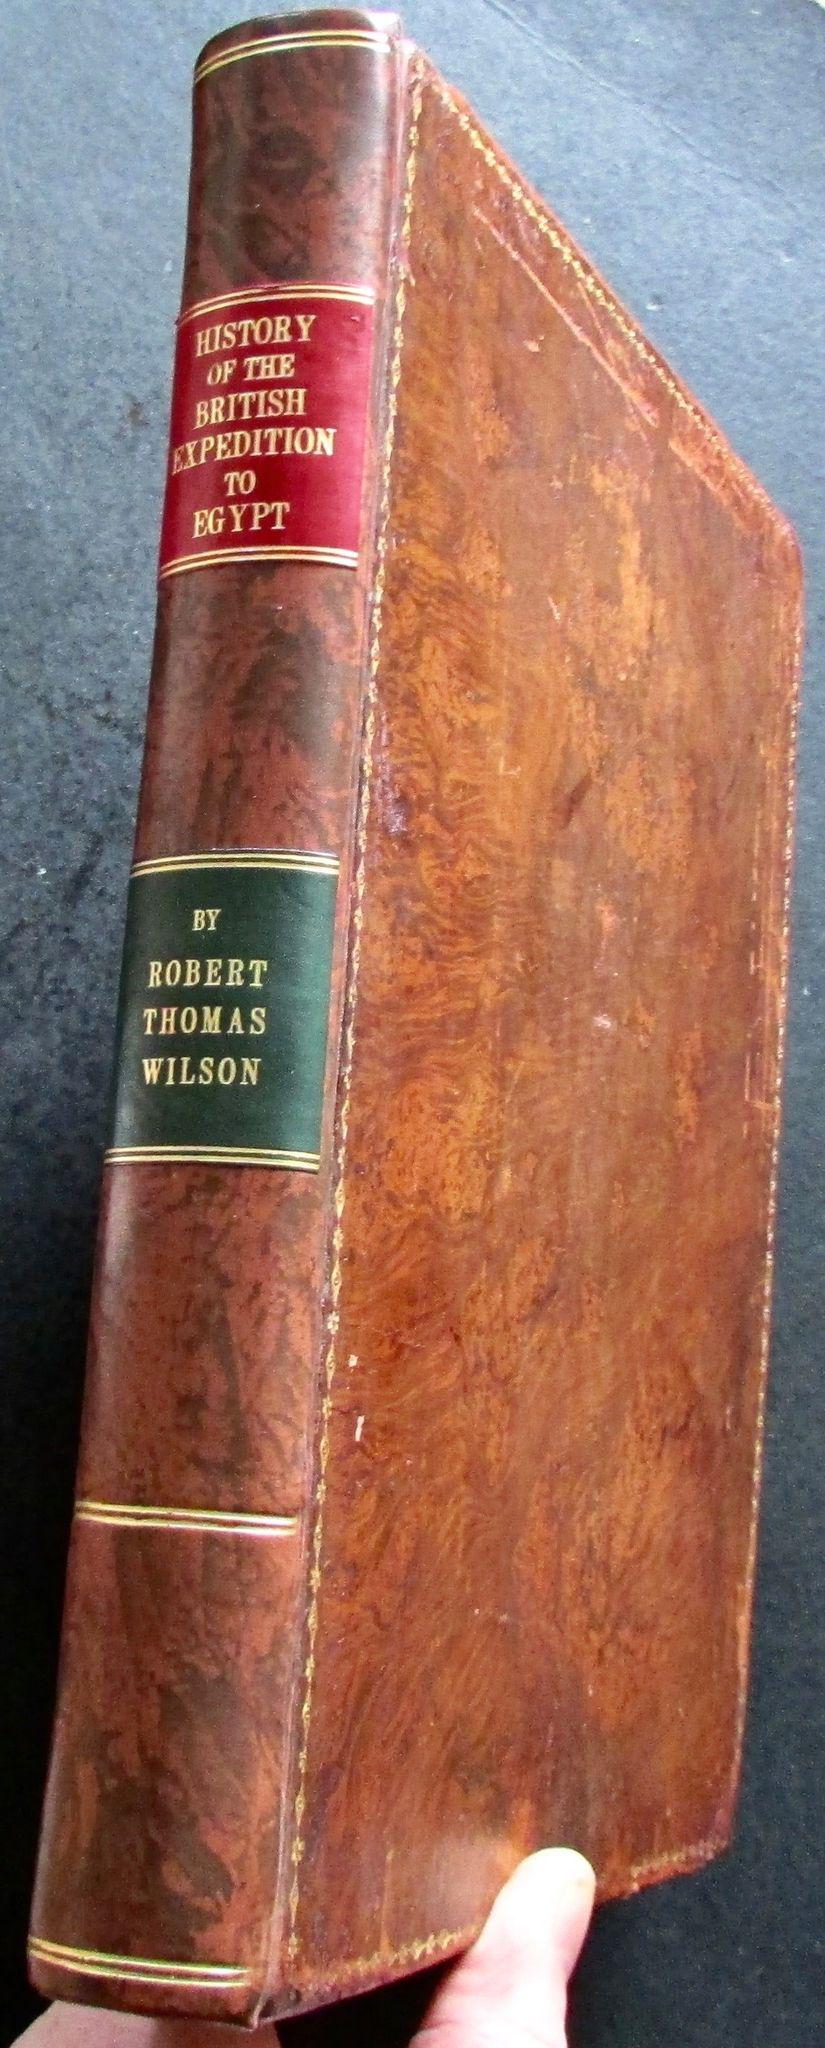 HISTORY
OF THE
BRITISH
EXPEDITION
TO
EGYPT
BY
ROBERT
THOMAS
WILSON